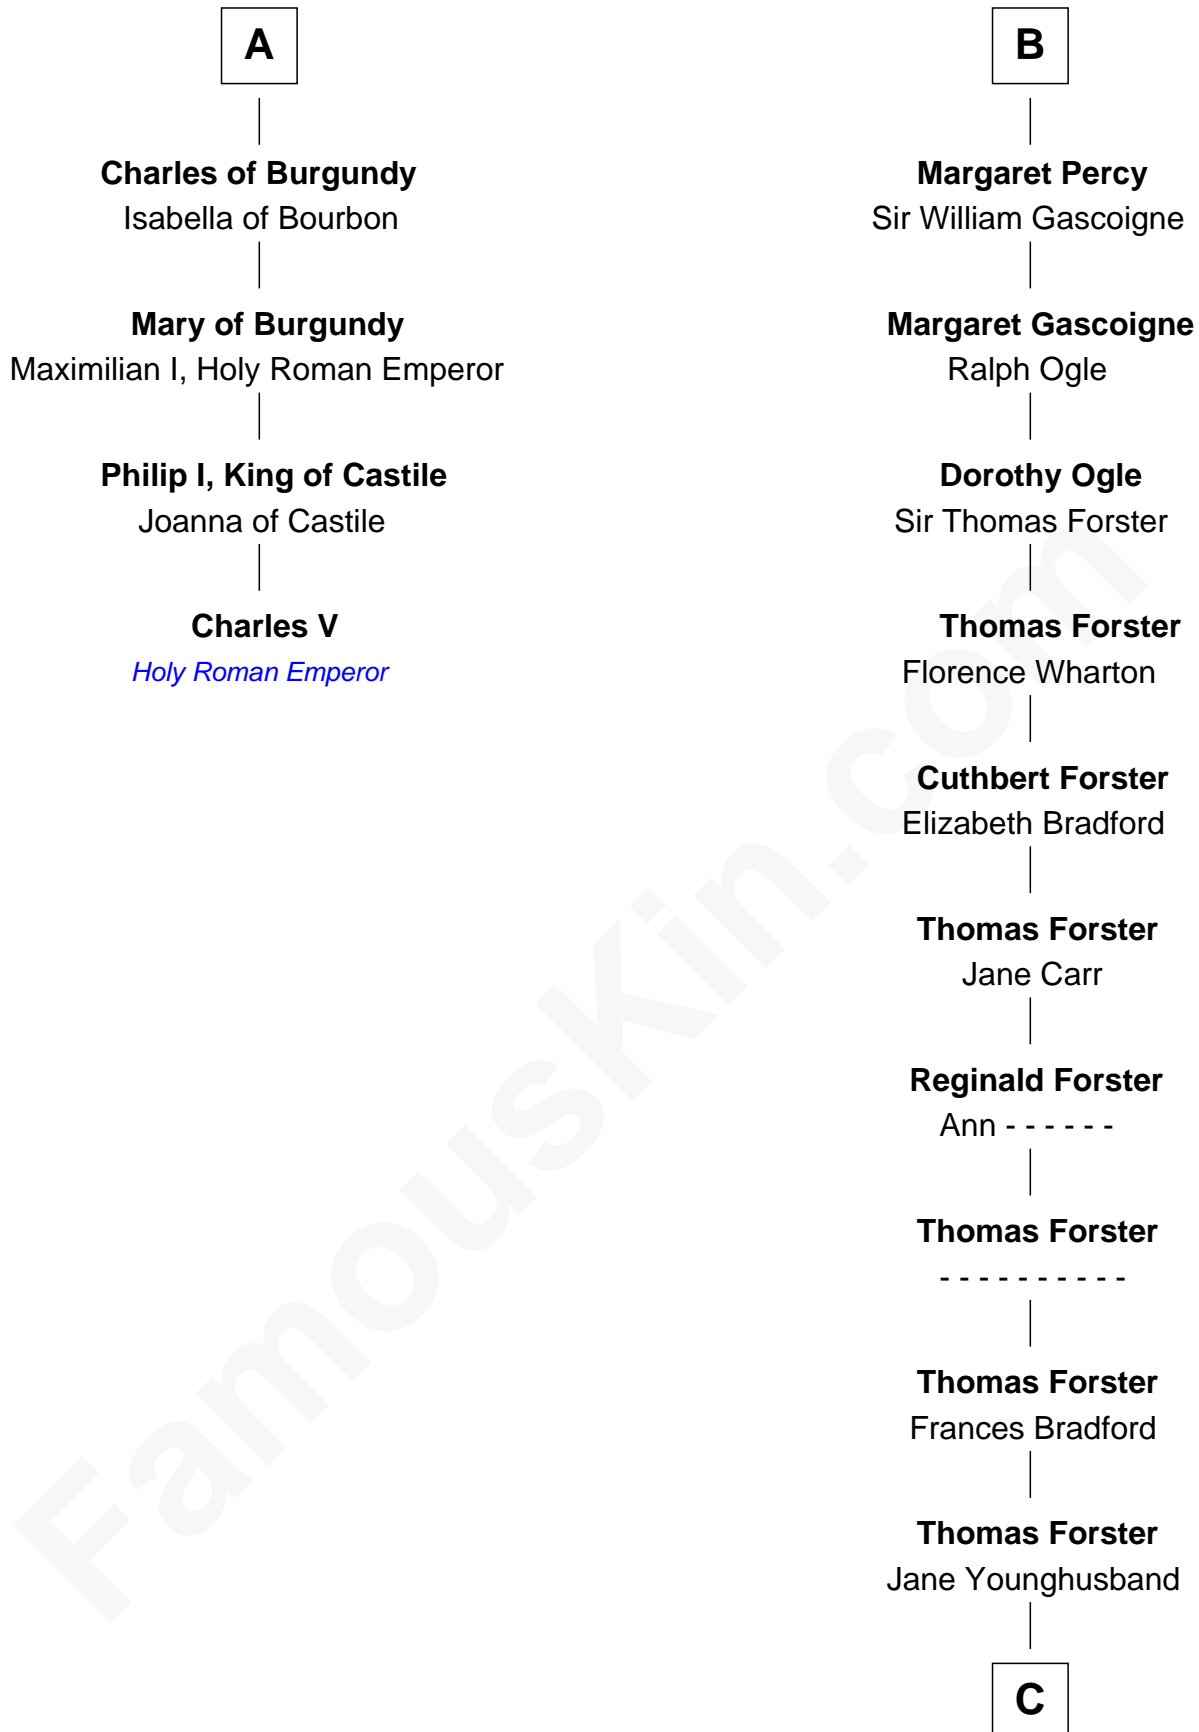 A
Charles of Burgundy
Isabella of Bourbon
Mary of Burgundy
Maximilian I, Holy Roman Emperor
Philip I, King of Castile
Joanna of Castile
Charles V
Holy Roman Emperor
B
Margaret Percy
Sir William Gascoigne
Margaret Gascoigne
Ralph Ogle
Dorothy Ogle
Sir Thomas Forster
Thomas Forster
Florence Wharton
Cuthbert Forster
Elizabeth Bradford
Thomas Forster
Jane Carr
Reginald Forster
Ann - - - - - -
Thomas Forster
- - - - - - - - - -
Thomas Forster
Frances Bradford
Thomas Forster
Jane Younghusband
C
FamousKin.com